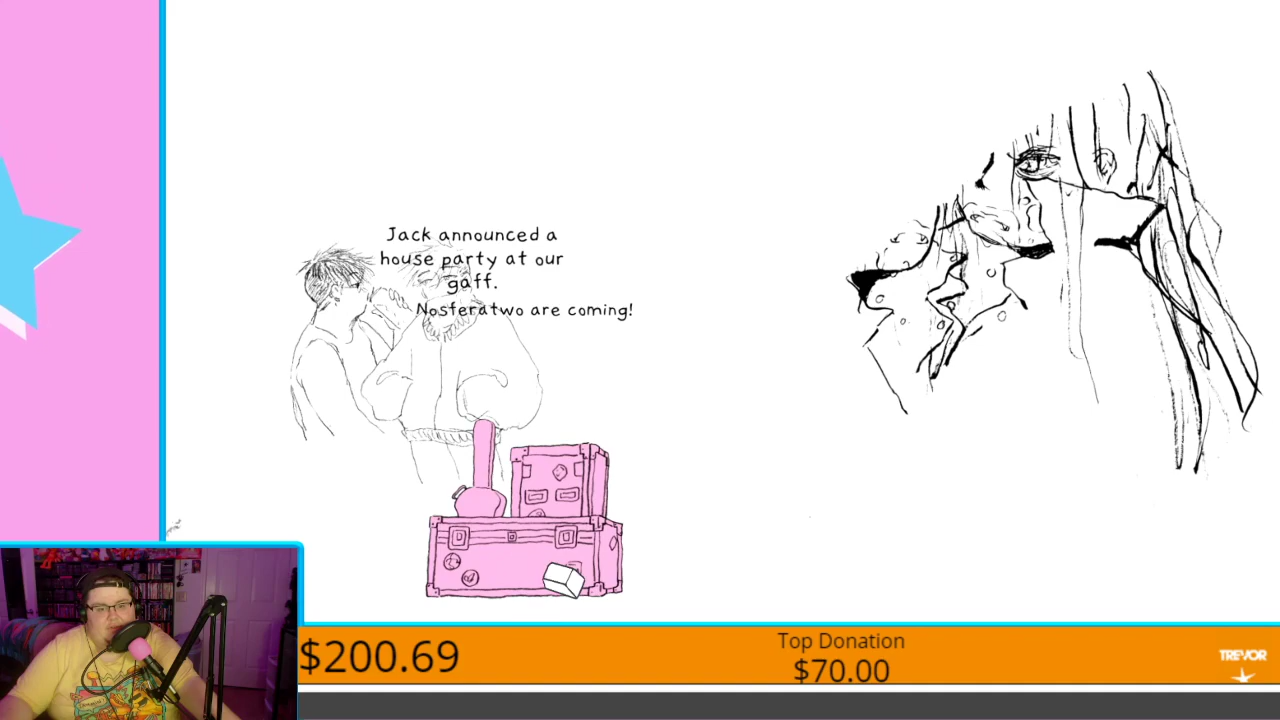 Jack announced a
house party at our
gaff.
Nosferatwo are coming!
$200.69
Top Donation
$70.00
TREVOR